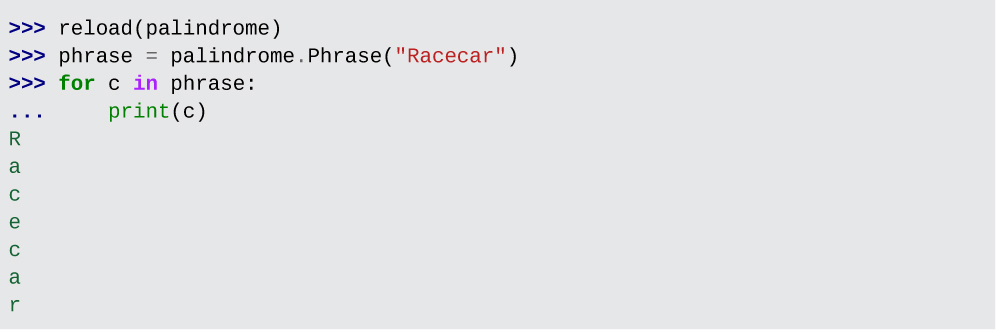 >>> reload(palindrome)
>>> phrase = palindrome.Phrase("Racecar")
>>> for c in phrase:
...     print(c)
R
a
c
e
c
a
r